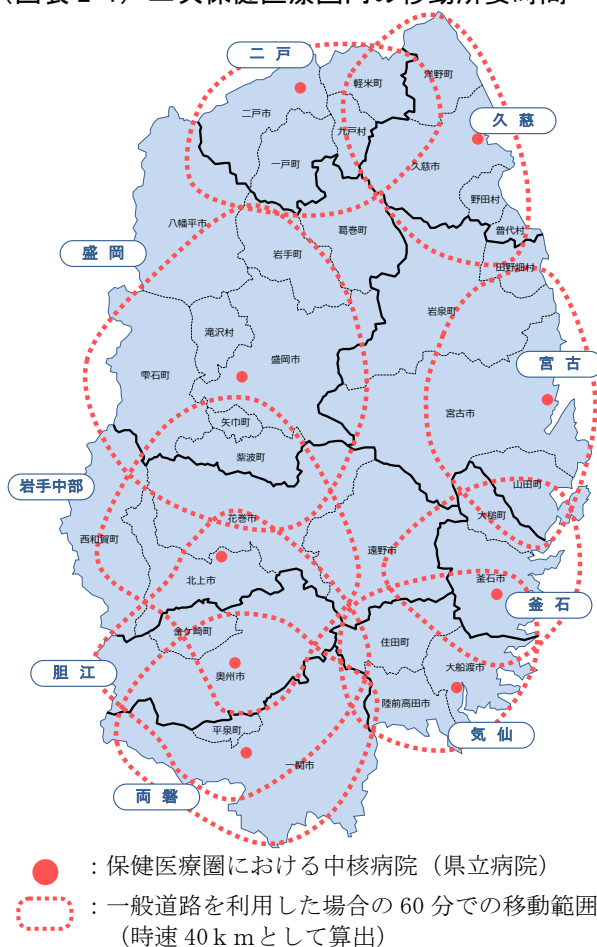 二 戸
軽米町
洋野町
二戸市
九戸村
久 慈
一戸町
久慈市
野田村
八幡平市
葛巻町
普代村
盛 岡
岩手町
田野畑村
岩泉町
滝沢村
宮 古
雫石町
盛岡市
宮古市
矢巾町
紫波町
岩手中部
山田町
花巻市
大槌町
西和賀町
遠野市
北上市
釜石市
釜 石
金ケ崎町
住田町
胆 江
奥州市
大船渡市
陸前高田市
気 仙
平泉町
一関市
両 磐
：保健医療圏における中核病院（県立病院）
：一般道路を利用した場合の 60 分での移動範囲
（時速 40ｋｍとして算出）